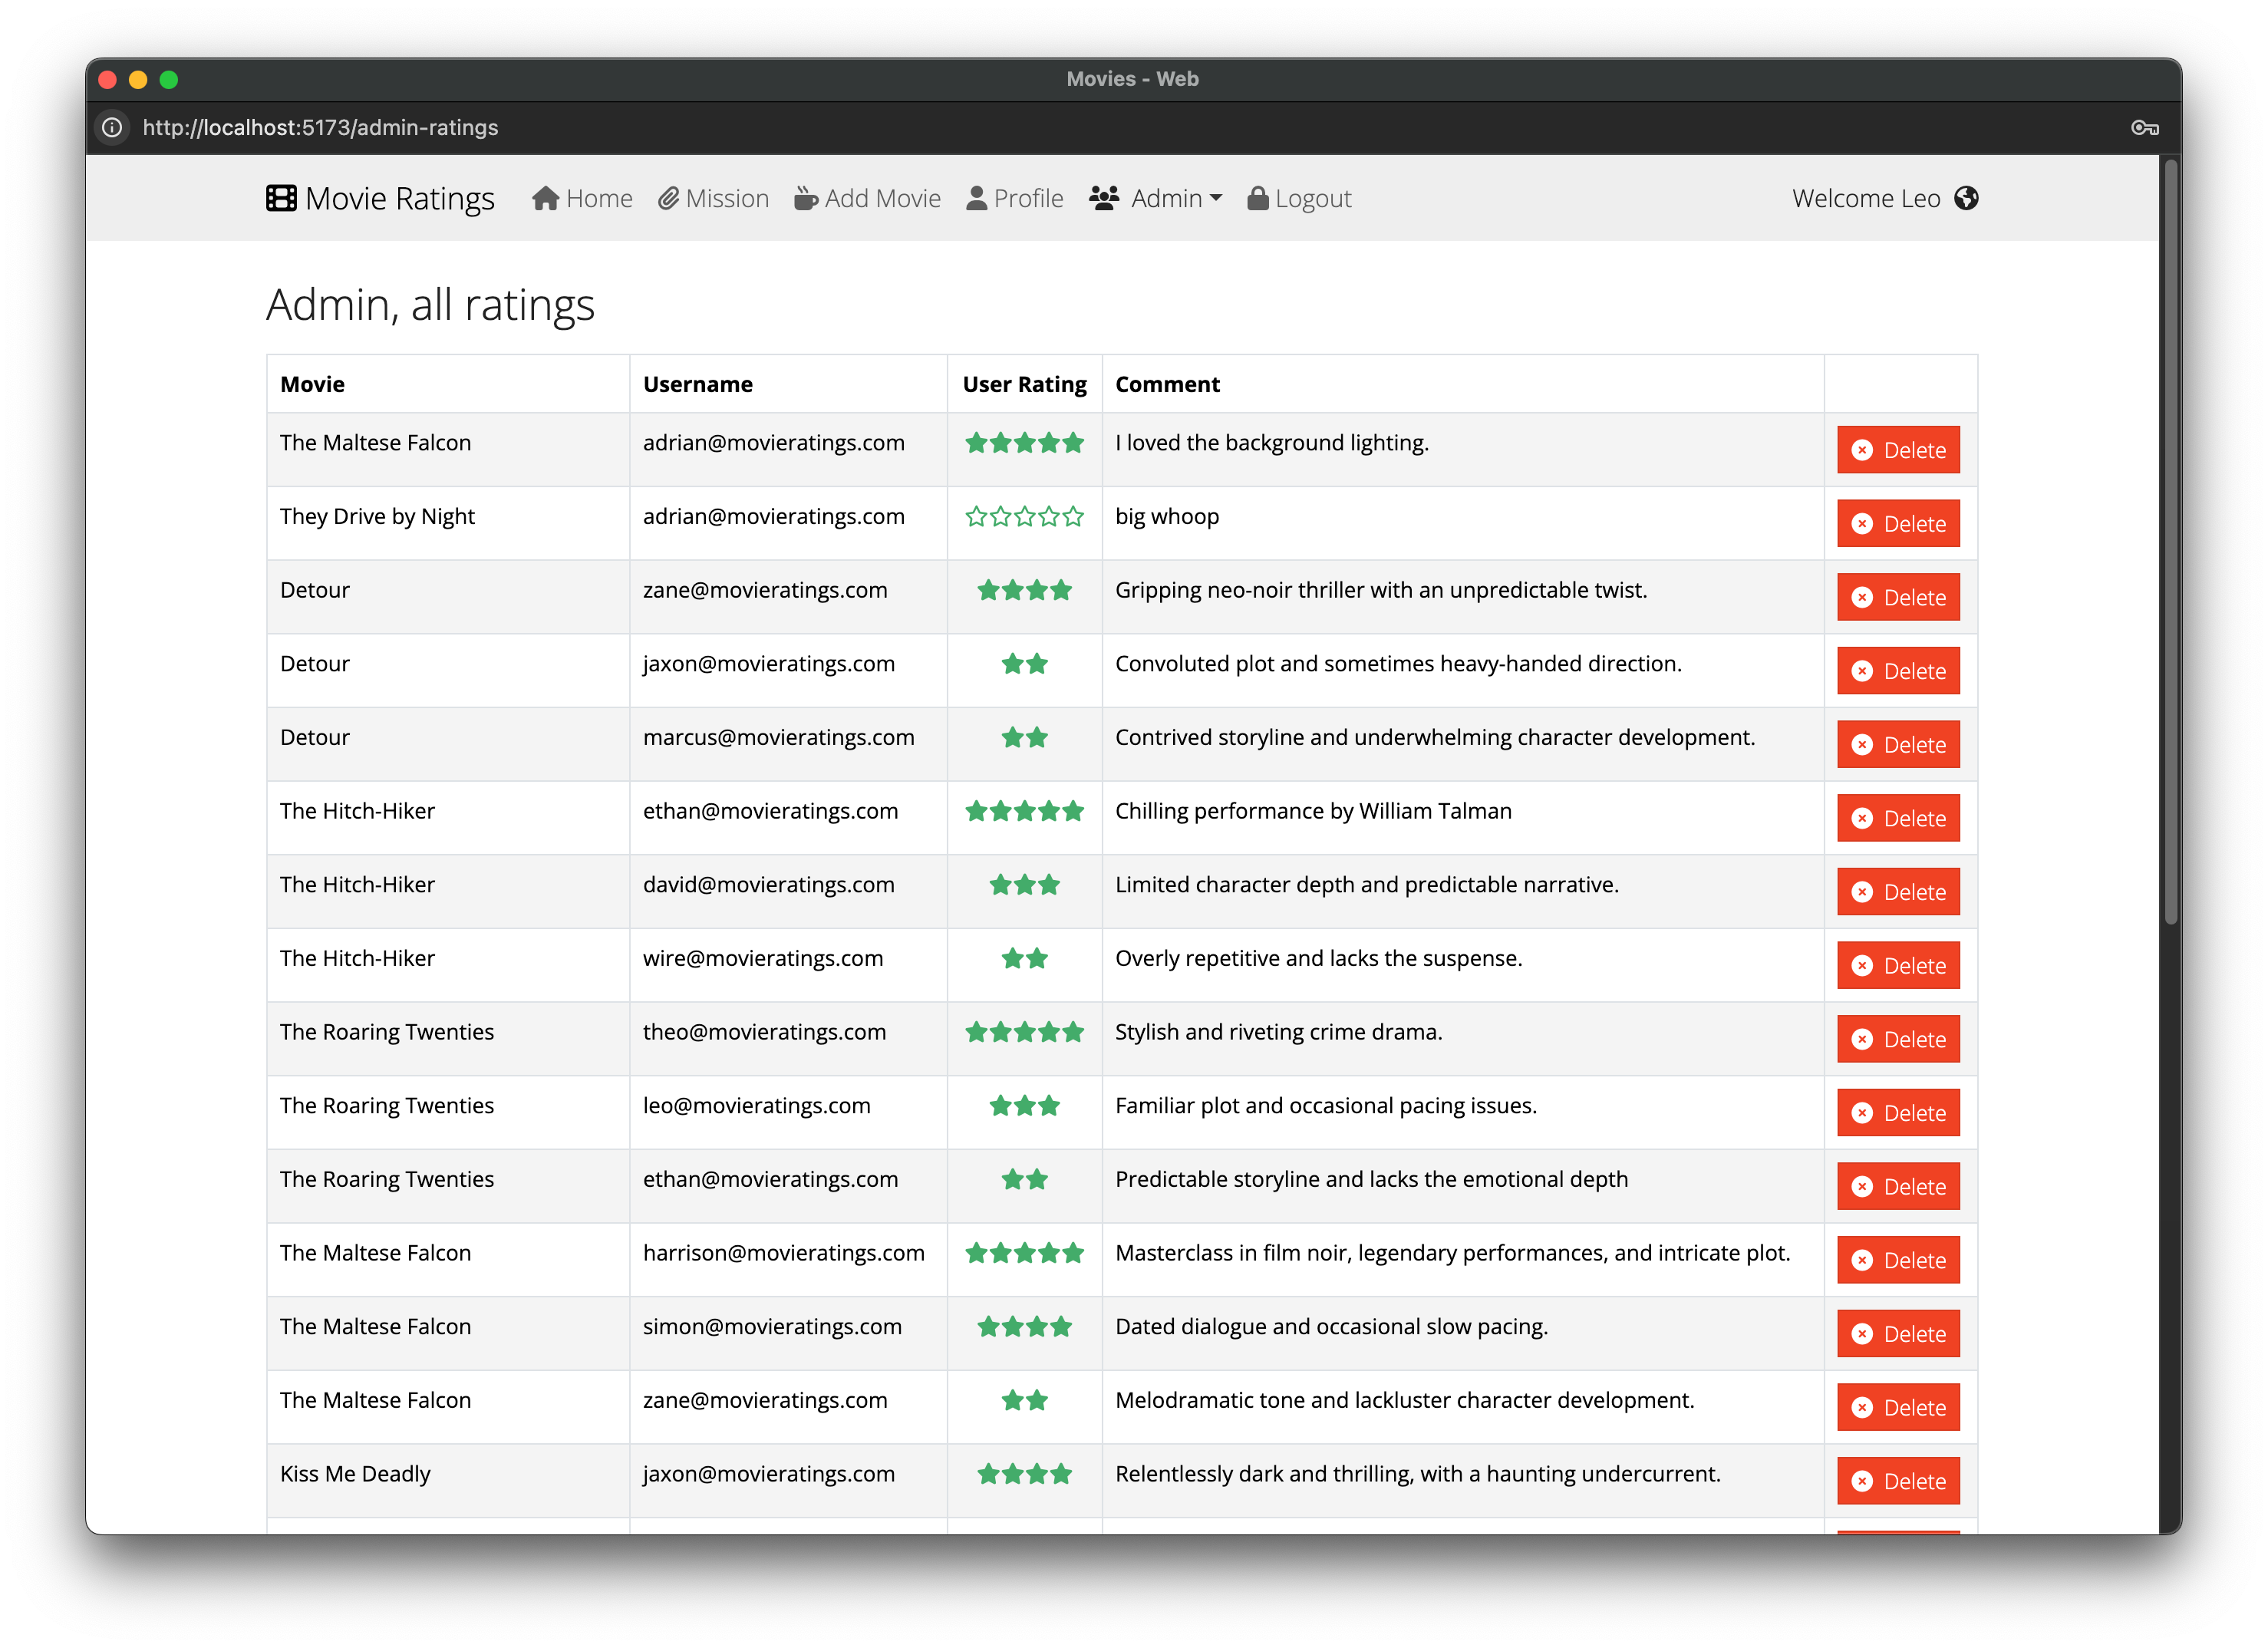 Movies - Web
http://localhost:5173/admin-ratings
Movie Ratings Home Mission Add Movie Profile Admin Logout Welcome Leo
Admin, all ratings
Movie Username User Rating Comment
The Maltese Falcon adrian@movieratings.com I loved the background lighting. Delete
They Drive by Night adrian@movieratings.com big whoop Delete
Detour zane@movieratings.com Gripping neo-noir thriller with an unpredictable twist. Delete
Detour jaxon@movieratings.com Convoluted plot and sometimes heavy-handed direction. Delete
Detour marcus@movieratings.com Contrived storyline and underwhelming character development. Delete
The Hitch-Hiker ethan@movieratings.com Chilling performance by William Talman Delete
The Hitch-Hiker david@movieratings.com Limited character depth and predictable narrative. Delete
The Hitch-Hiker wire@movieratings.com Overly repetitive and lacks the suspense. Delete
The Roaring Twenties theo@movieratings.com Stylish and riveting crime drama. Delete
The Roaring Twenties leo@movieratings.com Familiar plot and occasional pacing issues. Delete
The Roaring Twenties ethan@movieratings.com Predictable storyline and lacks the emotional depth Delete
The Maltese Falcon harrison@movieratings.com Masterclass in film noir, legendary performances, and intricate plot. Delete
The Maltese Falcon simon@movieratings.com Dated dialogue and occasional slow pacing. Delete
The Maltese Falcon zane@movieratings.com Melodramatic tone and lackluster character development. Delete
Kiss Me Deadly jaxon@movieratings.com Relentlessly dark and thrilling, with a haunting undercurrent. Delete